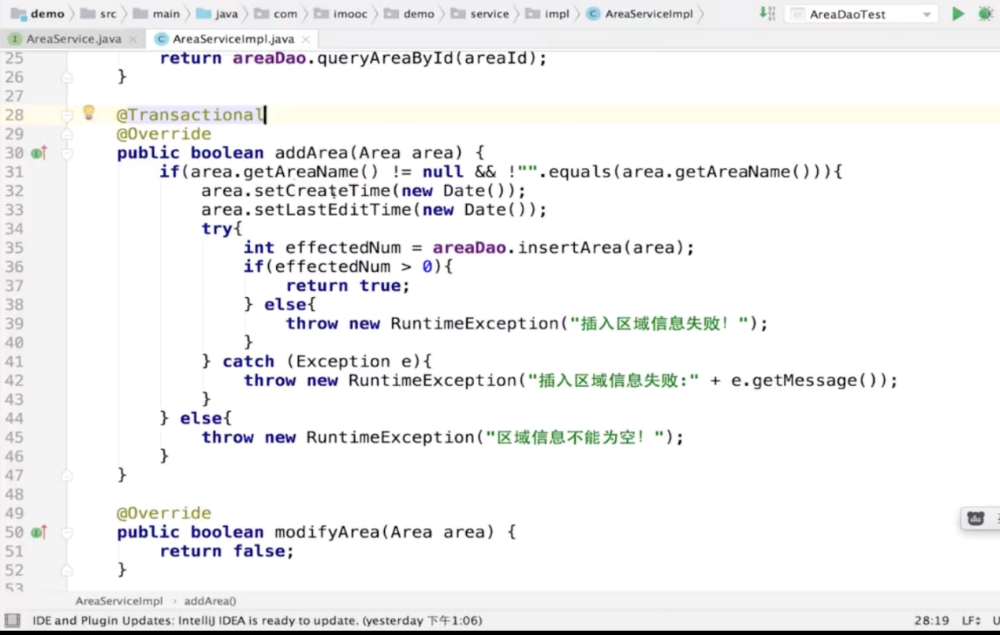 demo src main java com imooc demo service impl AreaServiceImpl AreaDaoTest
AreaService.java AreaServiceImpl.java
25 return areaDao.queryAreaById(areaId);
26 }
27
28 @Transactional
29 @Override
30 public boolean addArea(Area area) {
31 if(area.getAreaName() != null && !"".equals(area.getAreaName())){
32 area.setCreateTime(new Date());
33 area.setLastEditTime(new Date());
34 try{
35 int effectedNum = areaDao.insertArea(area);
36 if(effectedNum > 0){
37 return true;
38 } else{
39 throw new RuntimeException("插入区域信息失败！");
40 }
41 } catch (Exception e){
42 throw new RuntimeException("插入区域信息失败:" + e.getMessage());
43 }
44 } else{
45 throw new RuntimeException("区域信息不能为空！");
46 }
47 }
48
49 @Override
50 public boolean modifyArea(Area area) {
51 return false;
52 }
53
AreaServiceImpl › addArea()
IDE and Plugin Updates: IntelliJ IDEA is ready to update. (yesterday 下午1:06) 28:19 LF